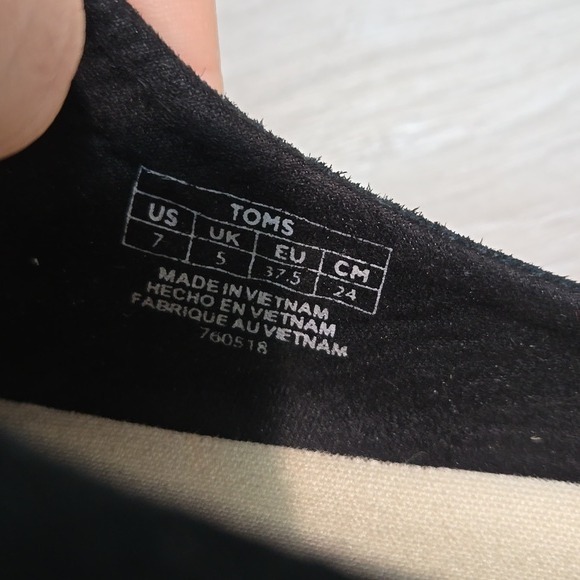 TOMS
US UK EU CM
7 5 37.5 24
MADE IN VIETNAM
HECHO EN VIETNAM
FABRIQUE AU VIETNAM
760518